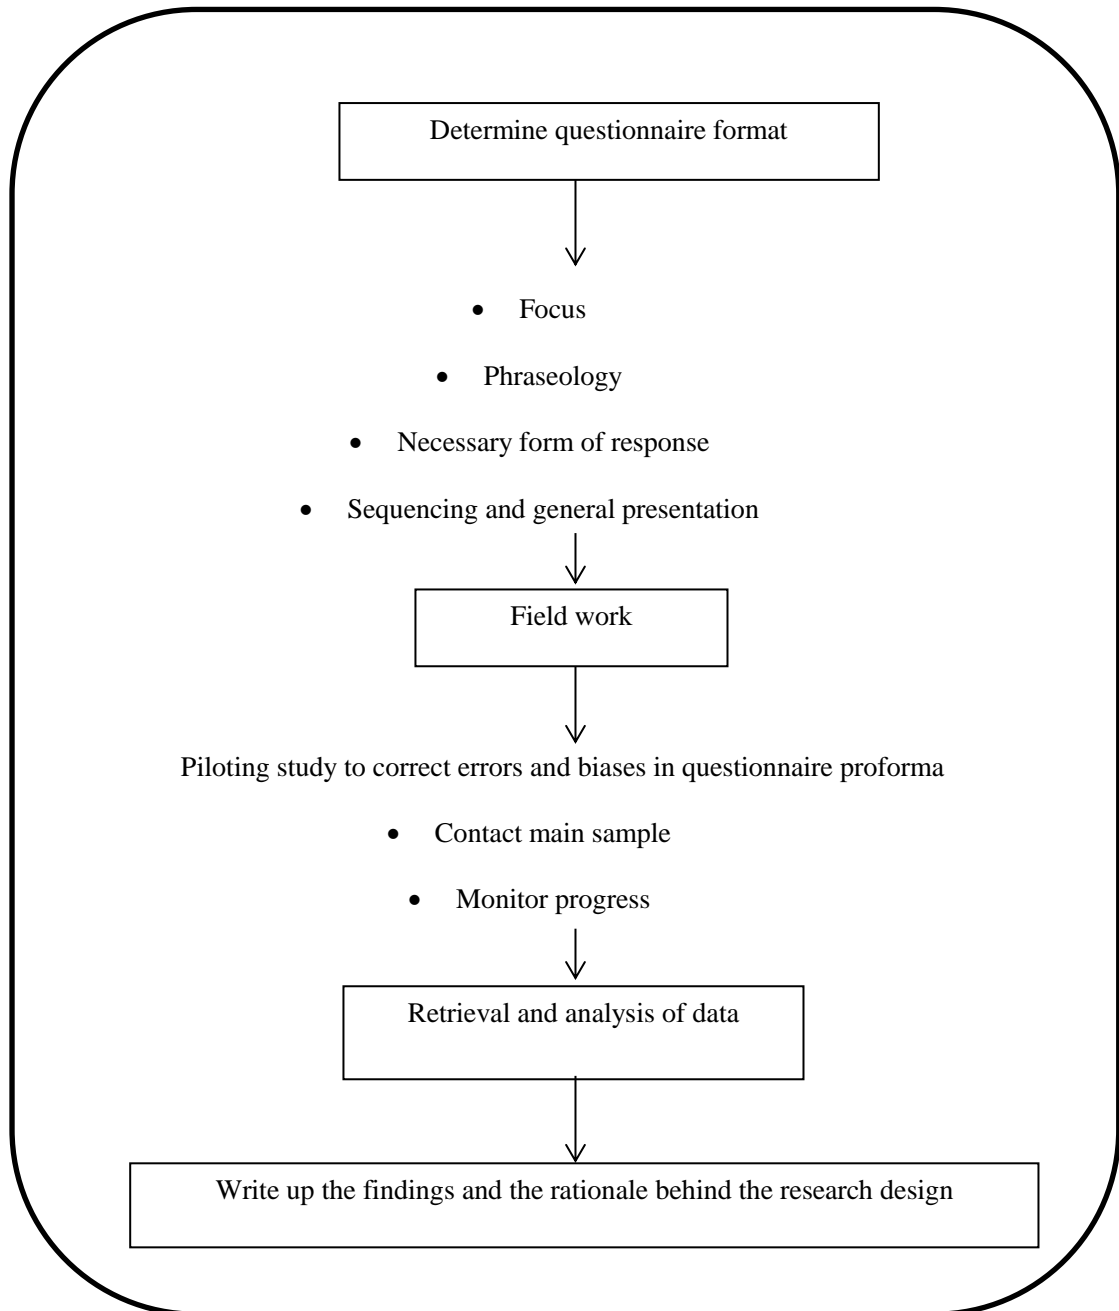 Determine questionnaire format
• Focus
• Phraseology
• Necessary form of response
• Sequencing and general presentation
Field work
Piloting study to correct errors and biases in questionnaire proforma
• Contact main sample
• Monitor progress
Retrieval and analysis of data
Write up the findings and the rationale behind the research design